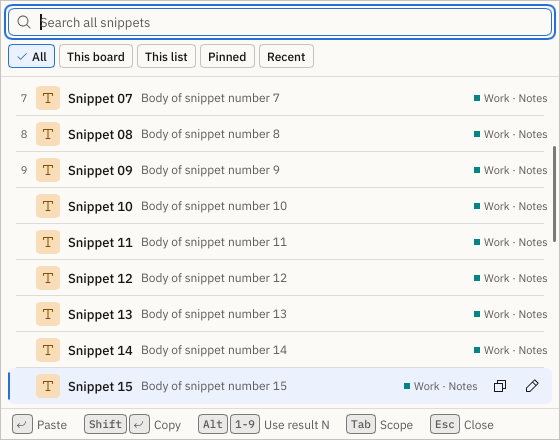 Search all snippets
All This board This list Pinned Recent
7 T Snippet 07 Body of snippet number 7 Work · Notes
8 T Snippet 08 Body of snippet number 8 Work · Notes
9 T Snippet 09 Body of snippet number 9 Work · Notes
T Snippet 10 Body of snippet number 10 Work · Notes
T Snippet 11 Body of snippet number 11 Work · Notes
T Snippet 12 Body of snippet number 12 Work · Notes
T Snippet 13 Body of snippet number 13 Work · Notes
T Snippet 14 Body of snippet number 14 Work · Notes
T Snippet 15 Body of snippet number 15 Work · Notes
Paste Shift Copy Alt 1-9 Use result N Tab Scope Esc Close